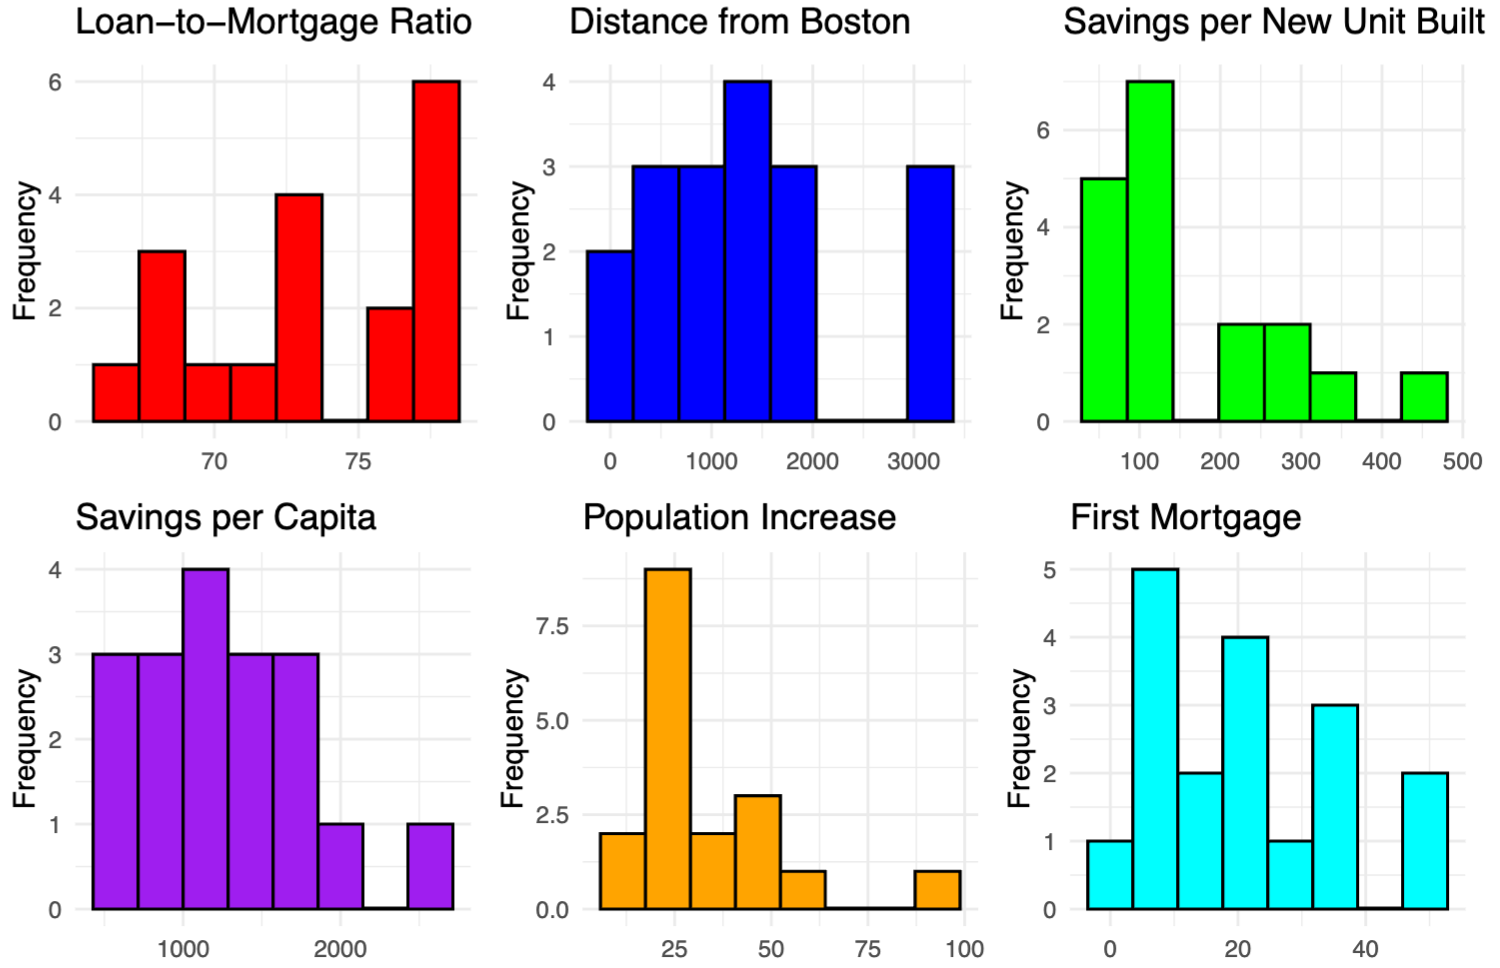 Loan−to−Mortgage Ratio
Frequency
6
4
2
0
70 75
Distance from Boston
Frequency
4
3
2
1
0
0 1000 2000 3000
Savings per New Unit Built
Frequency
6
4
2
0
100 200 300 400 500
Savings per Capita
Frequency
4
3
2
1
0
1000 2000
Population Increase
Frequency
7.5
5.0
2.5
0.0
25 50 75 100
First Mortgage
Frequency
5
4
3
2
1
0
0 20 40